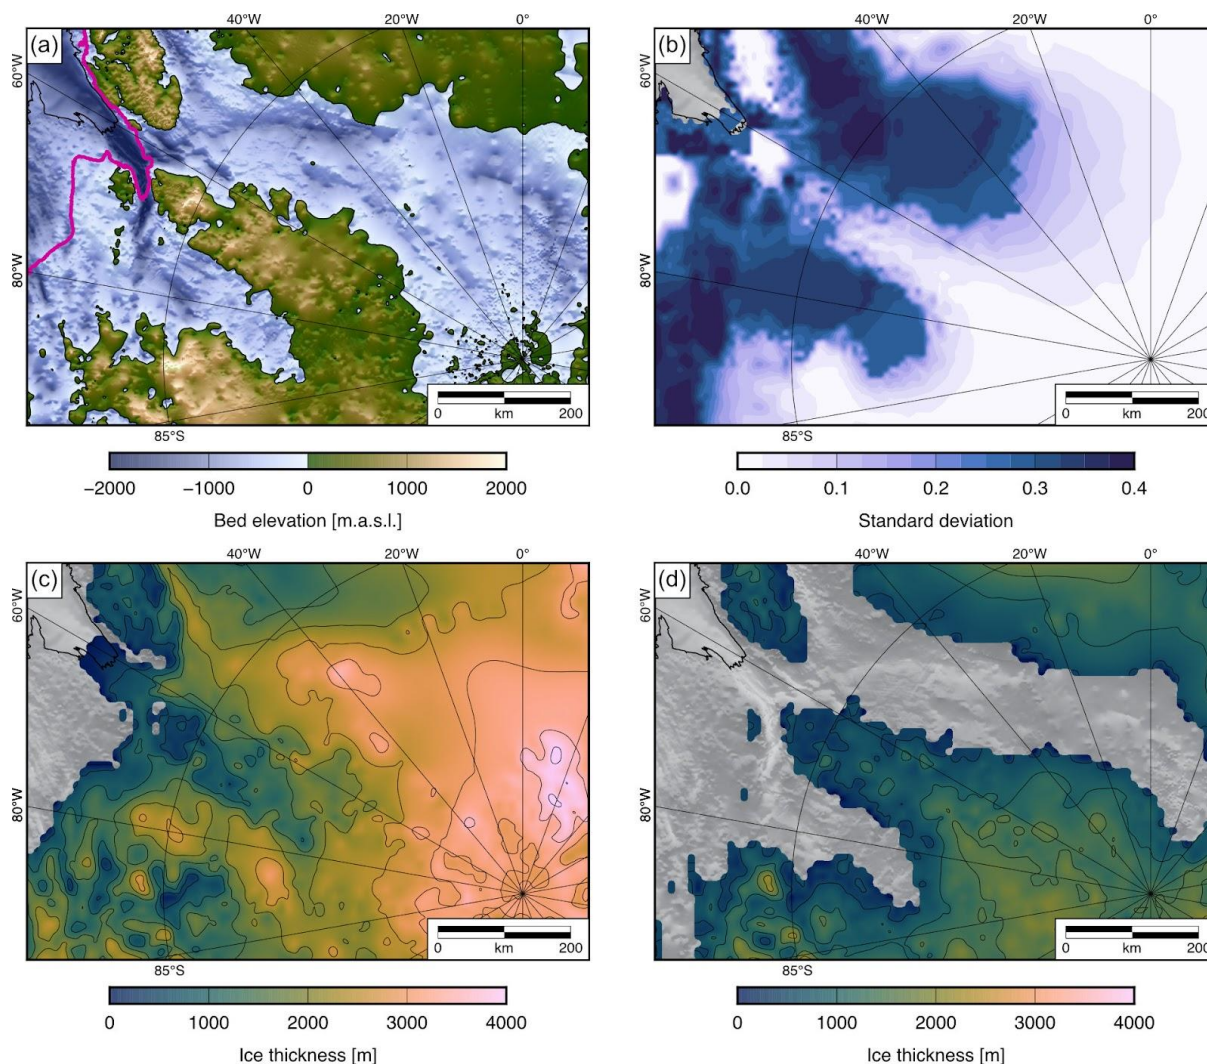 (a)
40°W
20°W
0°
60°W
80°W
85°S
0
km
200
−2000
−1000
0
1000
2000
Bed elevation [m.a.s.l.]
(b)
40°W
20°W
0°
60°W
80°W
85°S
0
km
200
0.0
0.1
0.2
0.3
0.4
Standard deviation
(c)
40°W
20°W
0°
60°W
80°W
85°S
0
km
200
0
1000
2000
3000
4000
Ice thickness [m]
(d)
40°W
20°W
0°
60°W
80°W
85°S
0
km
200
0
1000
2000
3000
4000
Ice thickness [m]